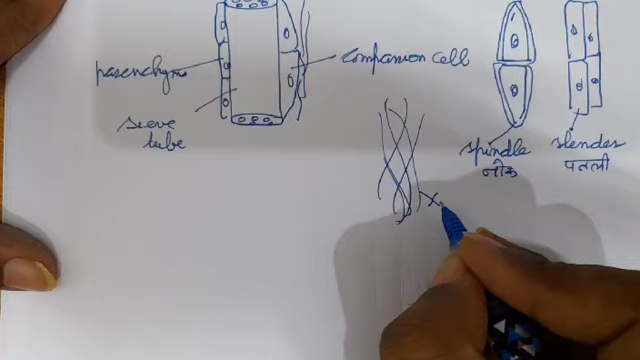 parenchyma
companion cell
sieve
tube
spindle
नोक
slender
पतली